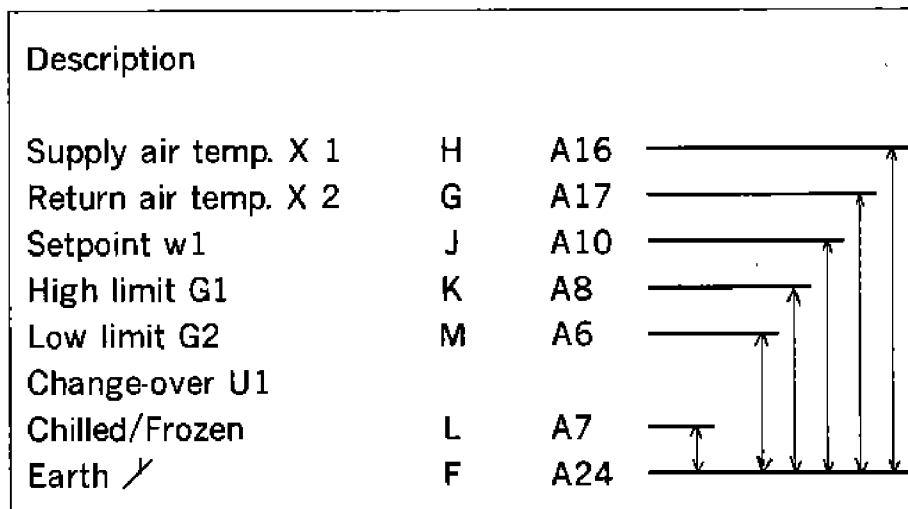 Description
Supply air temp. X 1 H A16
Return air temp. X 2 G A17
Setpoint w1 J A10
High limit G1 K A8
Low limit G2 M A6
Change-over U1
Chilled/Frozen L A7
Earth F A24